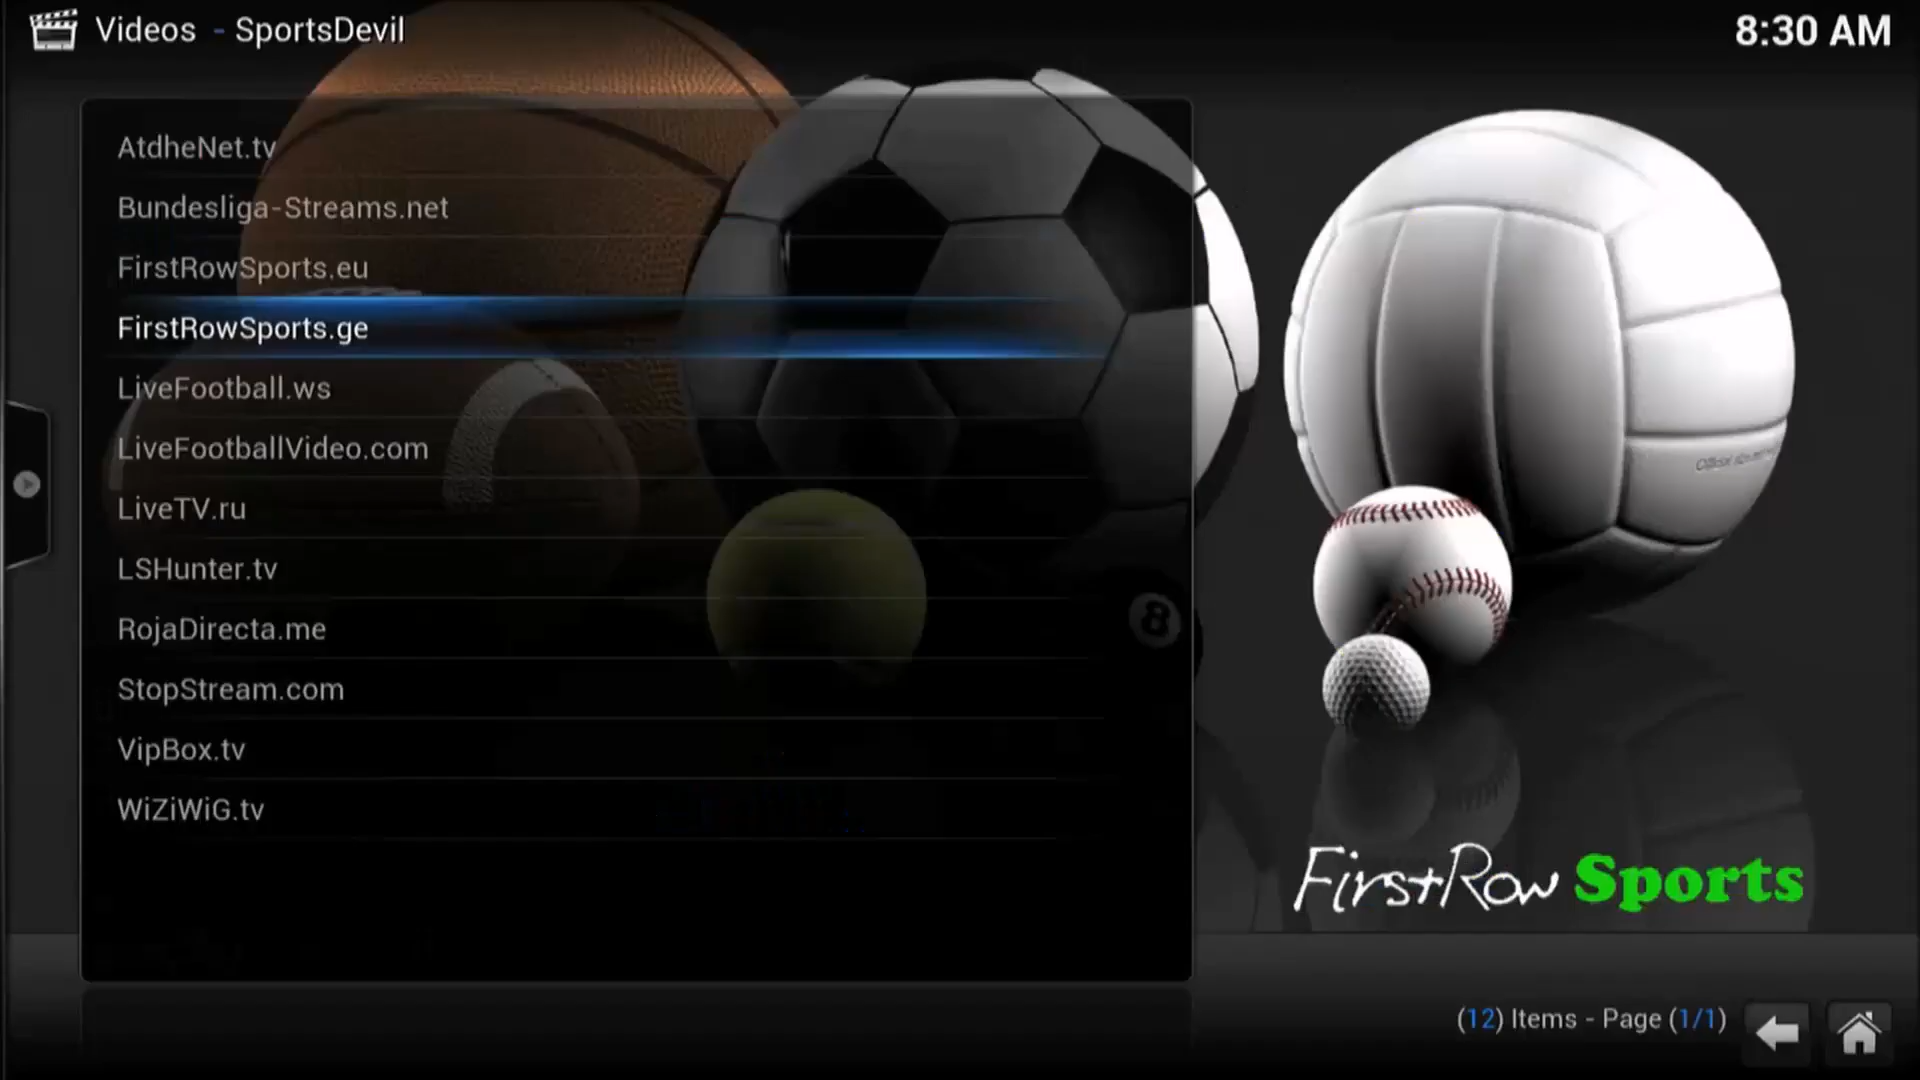 Videos - SportsDevil
8:30 AM
AtdheNet.tv
Bundesliga-Streams.net
FirstRowSports.eu
FirstRowSports.ge
LiveFootball.ws
LiveFootballVideo.com
LiveTV.ru
LSHunter.tv
RojaDirecta.me
StopStream.com
VipBox.tv
WiZiWiG.tv
8
FirstRow Sports
(12) Items - Page (1/1)